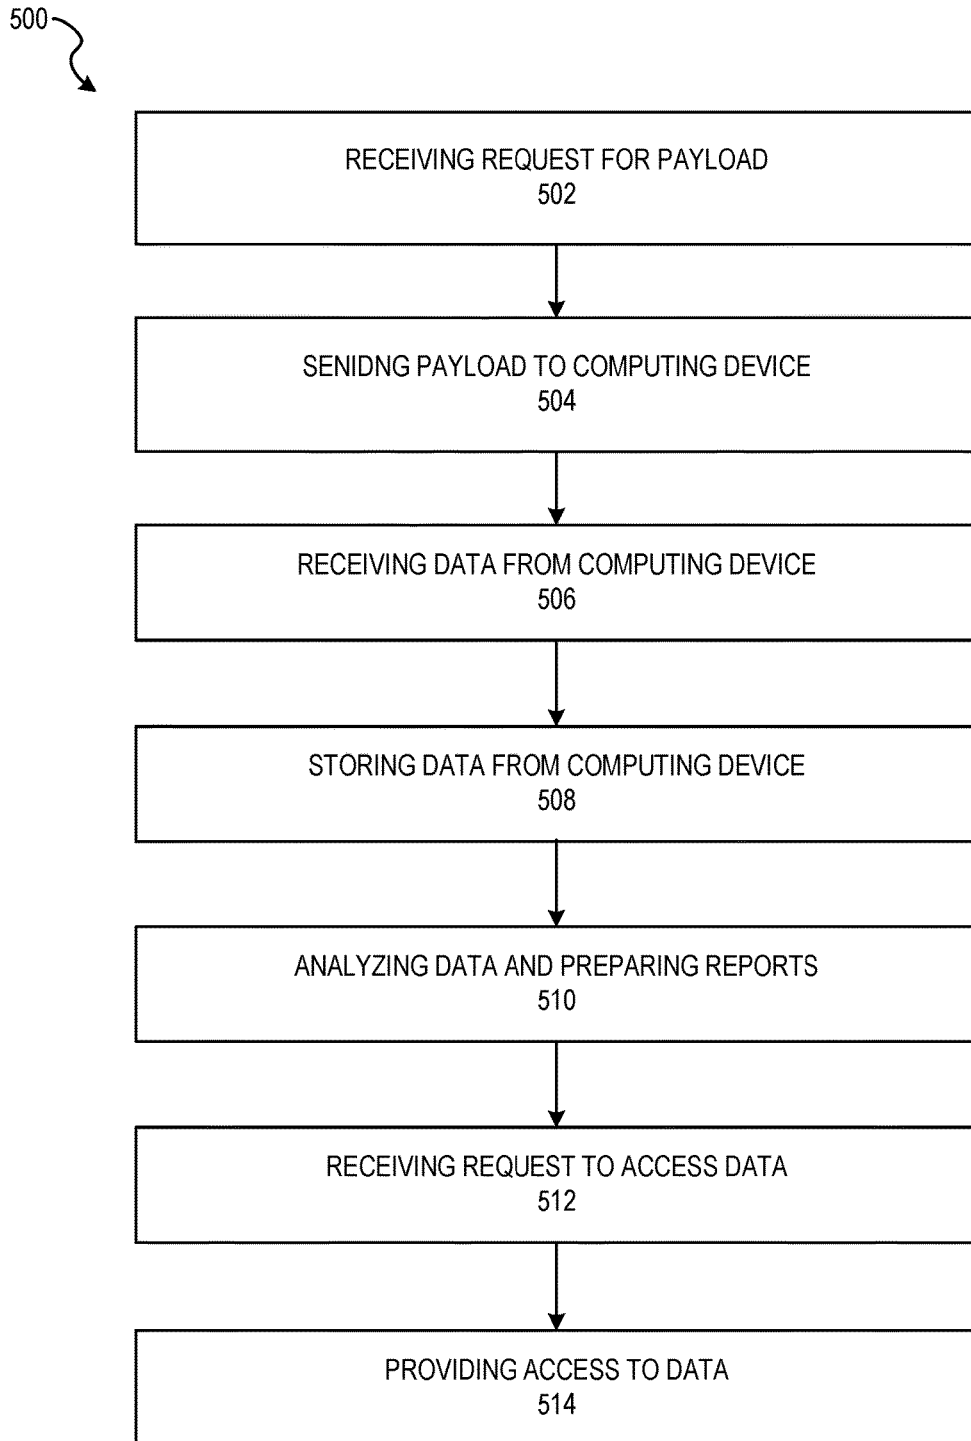 500
RECEIVING REQUEST FOR PAYLOAD
502
SENIDNG PAYLOAD TO COMPUTING DEVICE
504
RECEIVING DATA FROM COMPUTING DEVICE
506
STORING DATA FROM COMPUTING DEVICE
508
ANALYZING DATA AND PREPARING REPORTS
510
RECEIVING REQUEST TO ACCESS DATA
512
PROVIDING ACCESS TO DATA
514